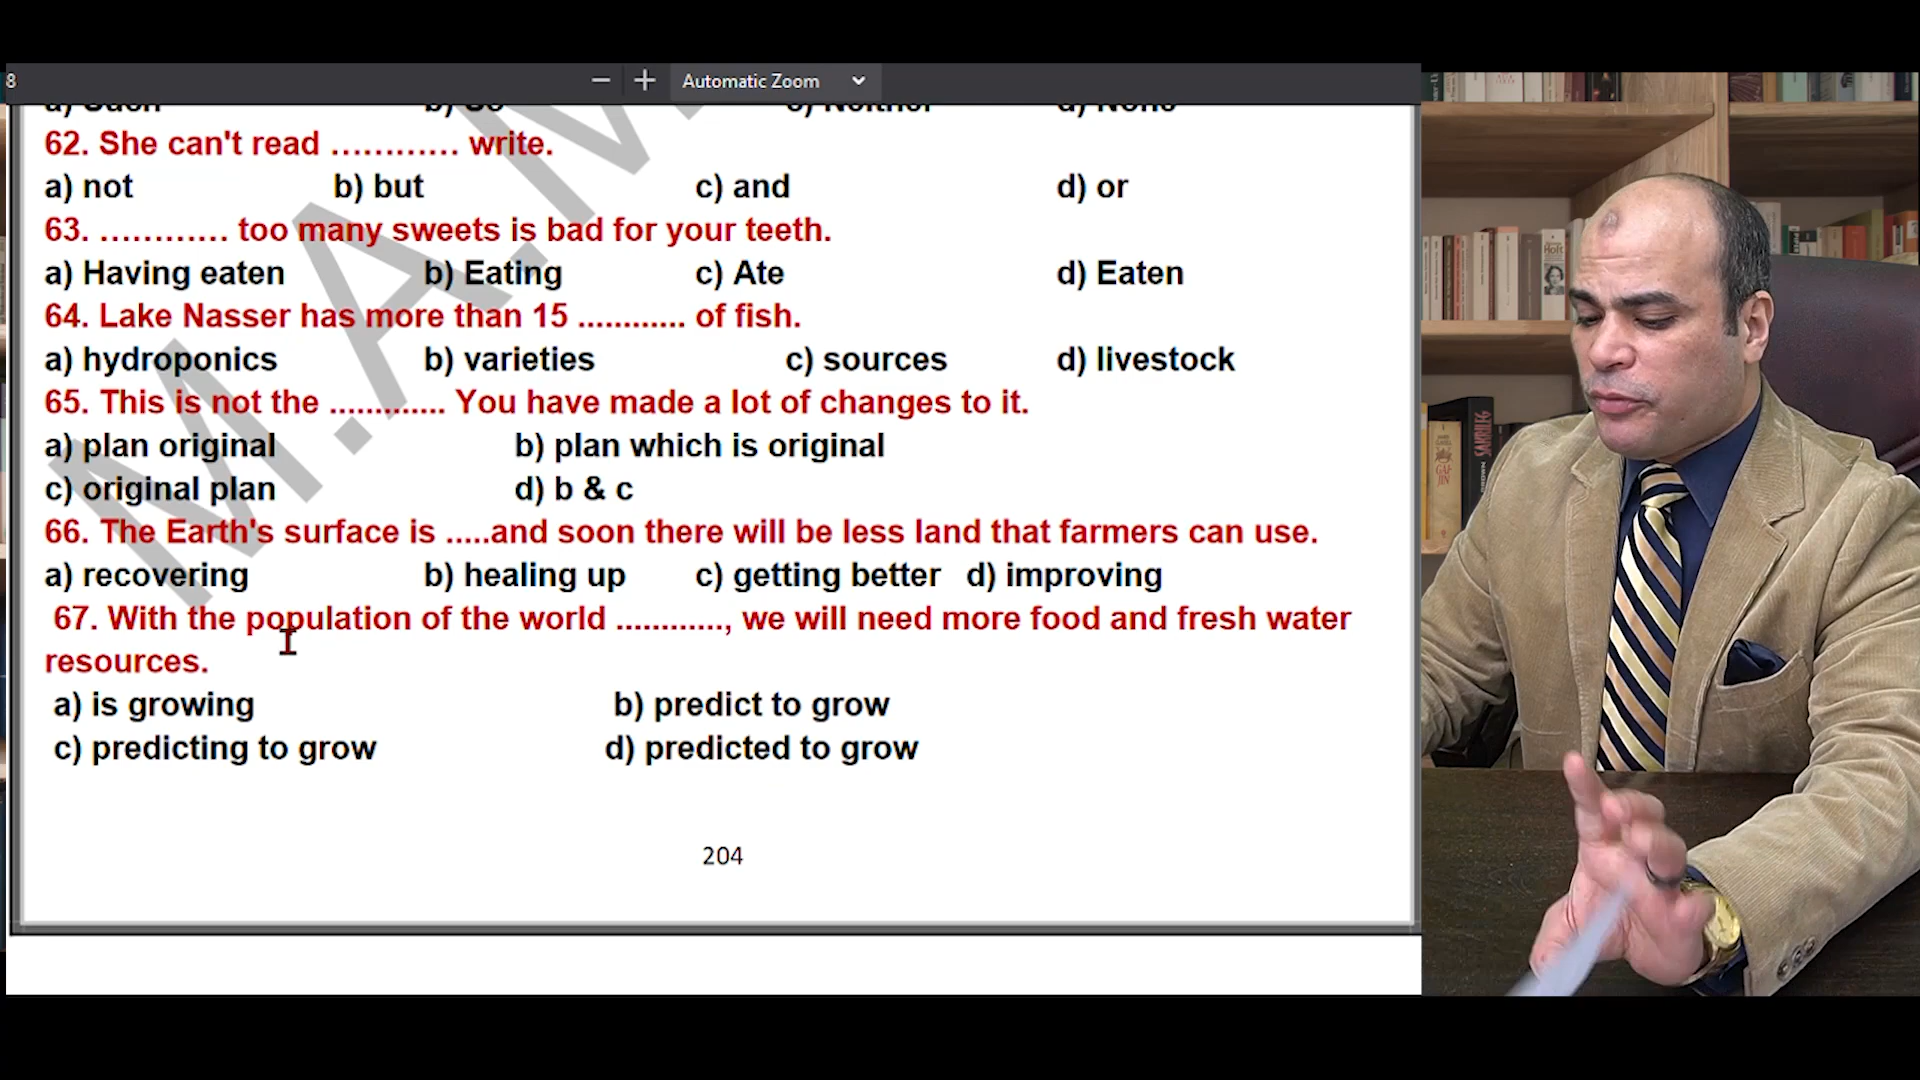 8
Automatic Zoom
a) Such b) So c) Neither d) None
62. She can't read ………… write.
a) not b) but c) and d) or
63. ………… too many sweets is bad for your teeth.
a) Having eaten b) Eating c) Ate d) Eaten
64. Lake Nasser has more than 15 ............ of fish.
a) hydroponics b) varieties c) sources d) livestock
65. This is not the ............. You have made a lot of changes to it.
a) plan original b) plan which is original
c) original plan d) b & c
66. The Earth's surface is .....and soon there will be less land that farmers can use.
a) recovering b) healing up c) getting better d) improving
67. With the population of the world ............, we will need more food and fresh water
resources.
a) is growing b) predict to grow
c) predicting to grow d) predicted to grow
204
M.A.M.